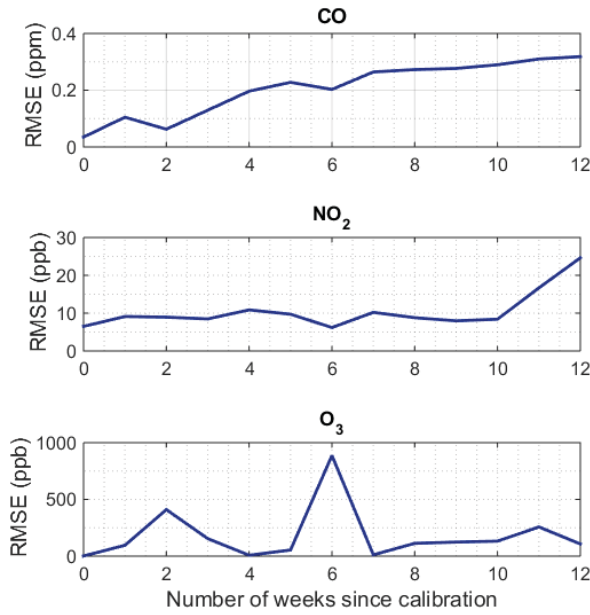 CO
RMSE (ppm)
0.4
0.2
0
0 2 4 6 8 10 12
NO₂
RMSE (ppb)
30
20
10
0
0 2 4 6 8 10 12
O₃
RMSE (ppb)
1000
500
0
0 2 4 6 8 10 12
Number of weeks since calibration